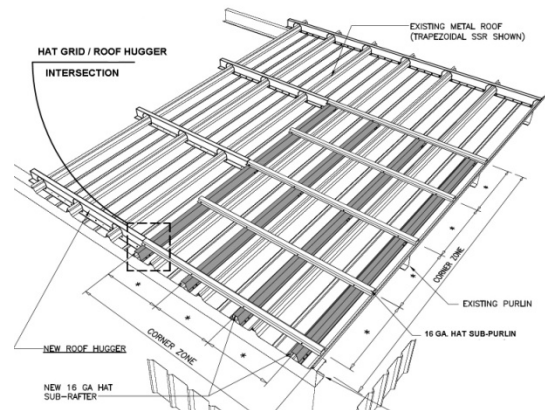 HAT GRID / ROOF HUGGER
INTERSECTION
EXISTING METAL ROOF
(TRAPEZOIDAL SSR SHOWN)
*
*
*
*
*
*
*
*
CORNER ZONE
CORNER ZONE
EXISTING PURLIN
16 GA. HAT SUB-PURLIN
NEW ROOF HUGGER
NEW 16 GA HAT
SUB-RAFTER